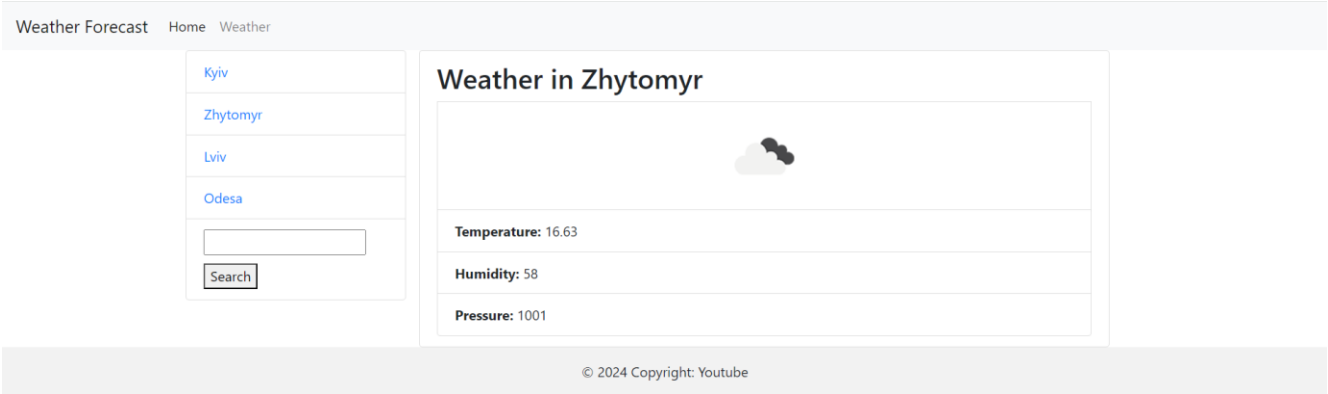 Weather Forecast Home Weather
Kyiv
Zhytomyr
Lviv
Odesa
Search
Weather in Zhytomyr
Temperature: 16.63
Humidity: 58
Pressure: 1001
© 2024 Copyright: Youtube